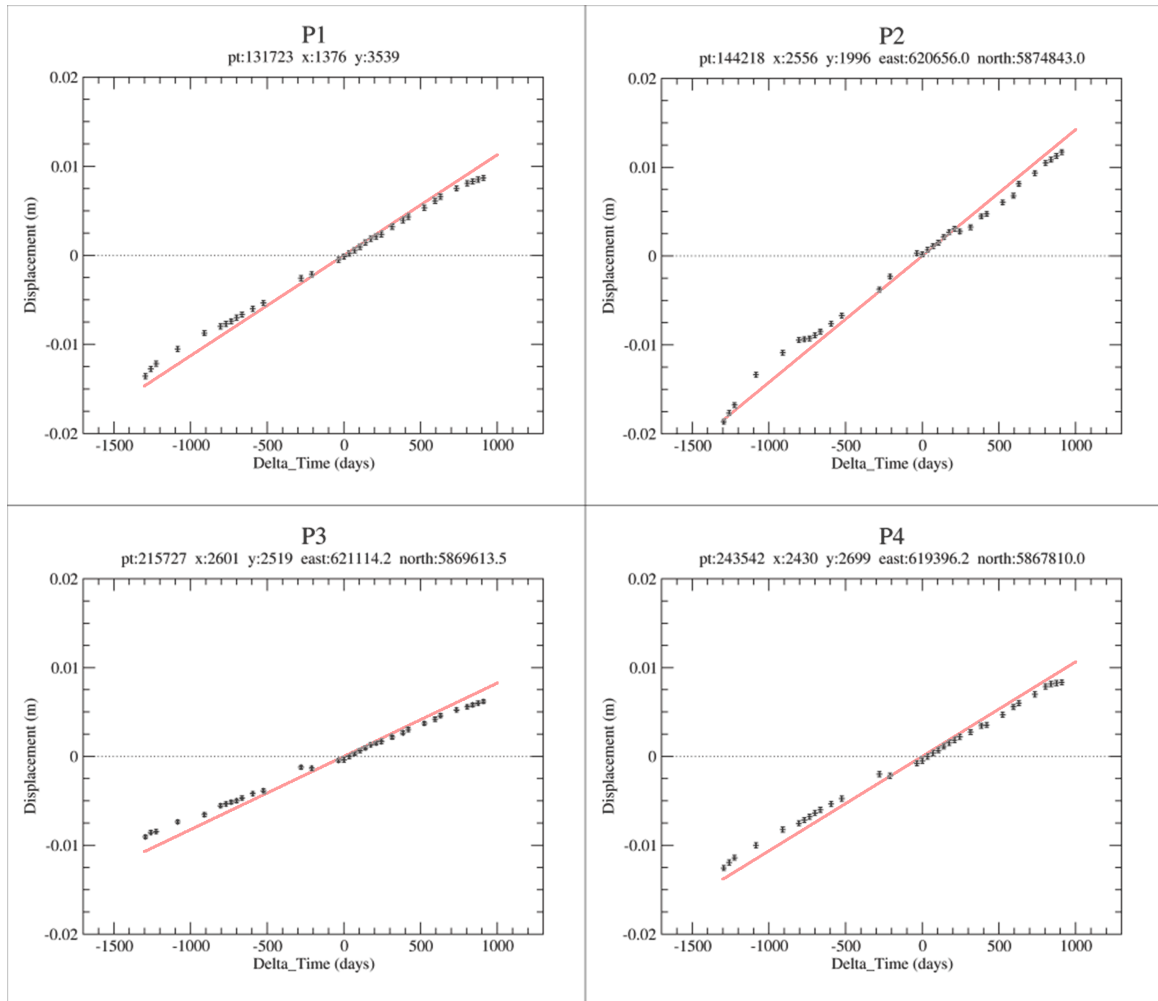 P1
pt:131723 x:1376 y:3539
0.02
0.01
0
-0.01
-0.02
Displacement (m)
-1500 -1000 -500 0 500 1000
Delta_Time (days)
P2
pt:144218 x:2556 y:1996 east:620656.0 north:5874843.0
0.02
0.01
0
-0.01
-0.02
Displacement (m)
-1500 -1000 -500 0 500 1000
Delta_Time (days)
P3
pt:215727 x:2601 y:2519 east:621114.2 north:5869613.5
0.02
0.01
0
-0.01
-0.02
Displacement (m)
-1500 -1000 -500 0 500 1000
Delta_Time (days)
P4
pt:243542 x:2430 y:2699 east:619396.2 north:5867810.0
0.02
0.01
0
-0.01
-0.02
Displacement (m)
-1500 -1000 -500 0 500 1000
Delta_Time (days)